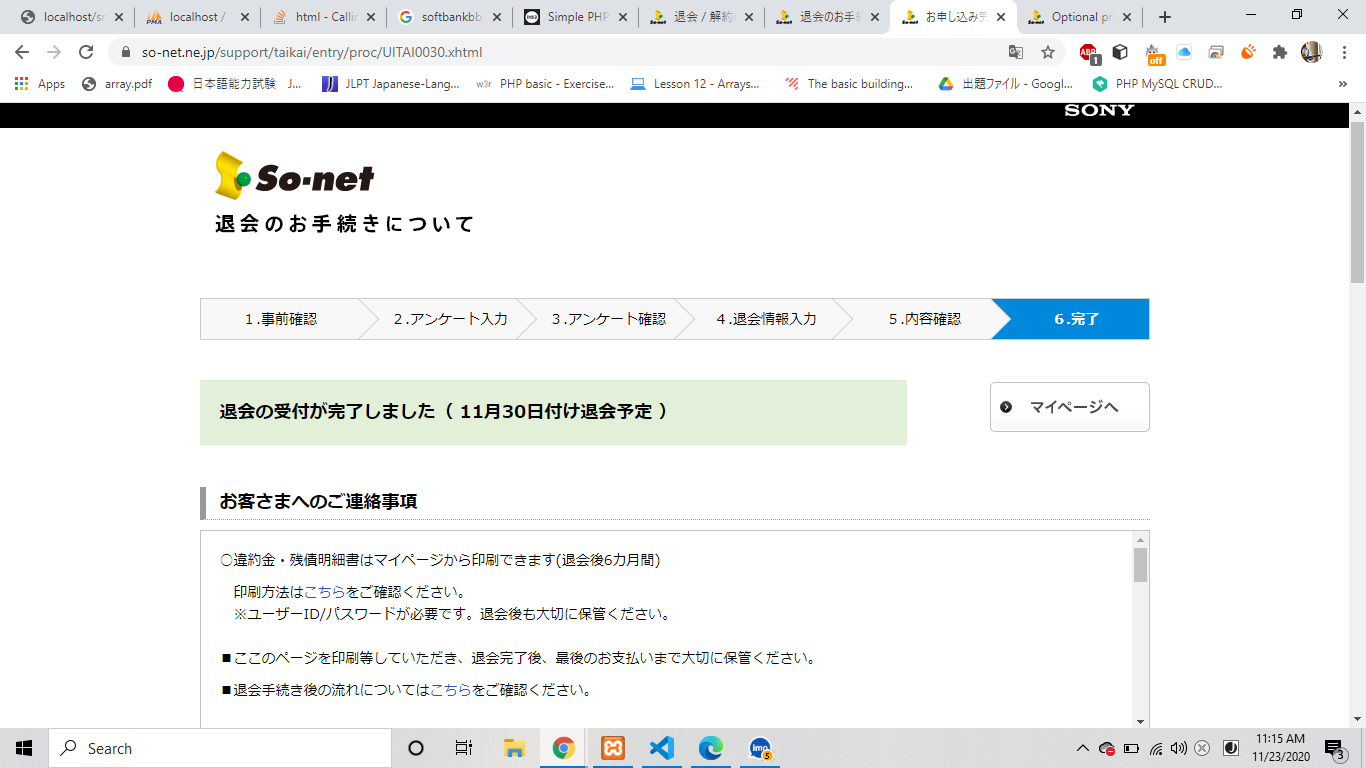 localhost/sr
localhost /
html - Callin
softbankbb
Simple PHP
退会 / 解約の
退会のお手続
お申し込み完
Optional pr
so-net.ne.jp/support/taikai/entry/proc/UITAI0030.xhtml
ABP
1
off
Apps
array.pdf
日本語能力試験 J...
JLPT Japanese-Lang...
w3r
PHP basic - Exercise...
Lesson 12 - Arrays...
The basic building...
出題ファイル - Googl...
PHP MySQL CRUD...
»
SONY
So-net
退会のお手続きについて
1.事前確認
2.アンケート入力
3.アンケート確認
4.退会情報入力
5.内容確認
6.完了
退会の受付が完了しました（ 11月30日付け退会予定 ）
マイページへ
お客さまへのご連絡事項
○違約金・残債明細書はマイページから印刷できます(退会後6カ月間)
印刷方法はこちらをご確認ください。
※ユーザーID/パスワードが必要です。退会後も大切に保管ください。
■ここのページを印刷等していただき、退会完了後、最後のお支払いまで大切に保管ください。
■退会手続き後の流れについてはこちらをご確認ください。
Search
imo
5
11:15 AM
11/23/2020
3